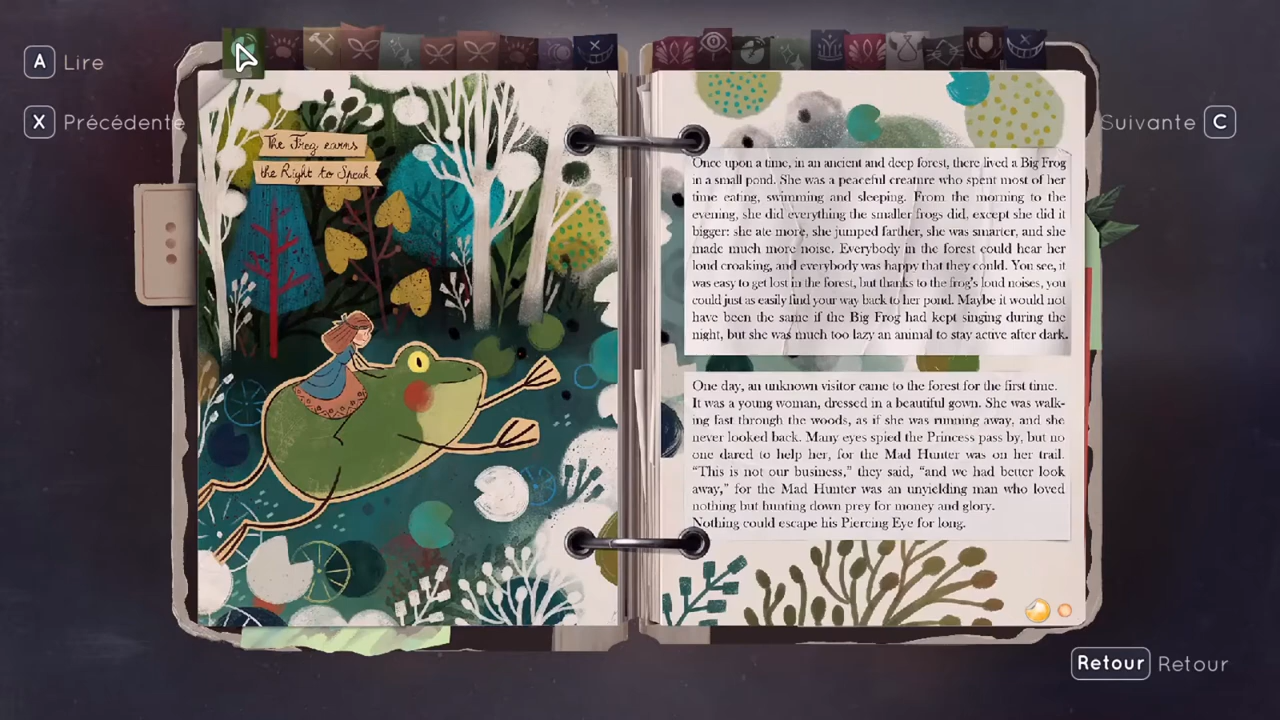 A Lire
X Précédente
Suivante C
The Frog earns
the Right to Speak
Once upon a time, in an ancient and deep forest, there lived a Big Frog
in a small pond. She was a peaceful creature who spent most of her
time eating, swimming and sleeping. From the morning to the
evening, she did everything the smaller frogs did, except she did it
bigger: she ate more, she jumped farther, she was smarter, and she
made much more noise. Everybody in the forest could hear her
loud croaking, and everybody was happy that they could. You see, it
was easy to get lost in the forest, but thanks to the frog's loud noises, you
could just as easily find your way back to her pond. Maybe it would not
have been the same if the Big Frog had kept singing during the
night, but she was much too lazy an animal to stay active after dark.
One day, an unknown visitor came to the forest for the first time.
It was a young woman, dressed in a beautiful gown. She was walk-
ing fast through the woods, as if she was running away, and she
never looked back. Many eyes spied the Princess pass by, but no
one dared to help her, for the Mad Hunter was on her trail.
“This is not our business,” they said, “and we had better look
away,” for the Mad Hunter was an unyielding man who loved
nothing but hunting down prey for money and glory.
Nothing could escape his Piercing Eye for long.
Retour Retour